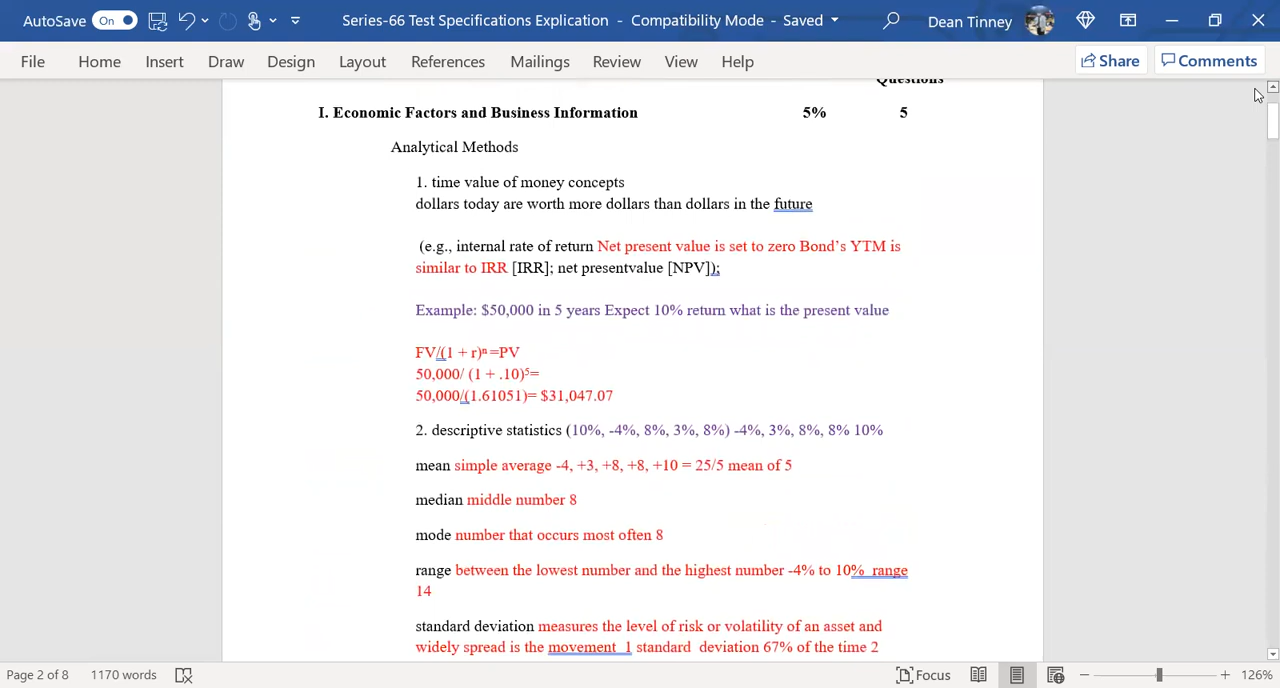 AutoSave On Series-66 Test Specifications Explication - Compatibility Mode - Saved Dean Tinney
File Home Insert Draw Design Layout References Mailings Review View Help Share Comments
Questions
I. Economic Factors and Business Information 5% 5
Analytical Methods
1. time value of money concepts
dollars today are worth more dollars than dollars in the future
(e.g., internal rate of return Net present value is set to zero Bond's YTM is
similar to IRR [IRR]; net presentvalue [NPV]);
Example: $50,000 in 5 years Expect 10% return what is the present value
FV/(1 + r)ⁿ =PV
50,000/ (1 + .10)⁵=
50,000/(1.61051)= $31,047.07
2. descriptive statistics (10%, -4%, 8%, 3%, 8%) -4%, 3%, 8%, 8% 10%
mean simple average -4, +3, +8, +8, +10 = 25/5 mean of 5
median middle number 8
mode number that occurs most often 8
range between the lowest number and the highest number -4% to 10% range
14
standard deviation measures the level of risk or volatility of an asset and
widely spread is the movement 1 standard deviation 67% of the time 2
Page 2 of 8 1170 words Focus 126%